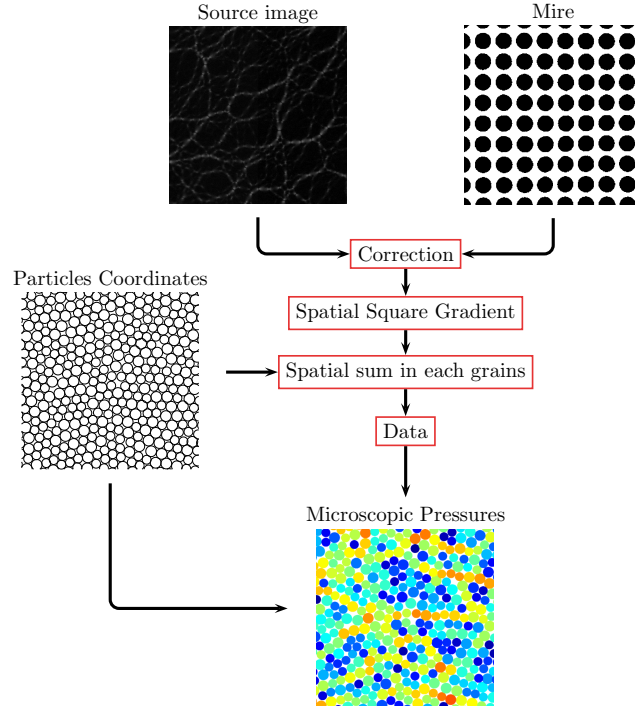 Source image
Mire
Correction
Particles Coordinates
Spatial Square Gradient
Spatial sum in each grains
Data
Microscopic Pressures